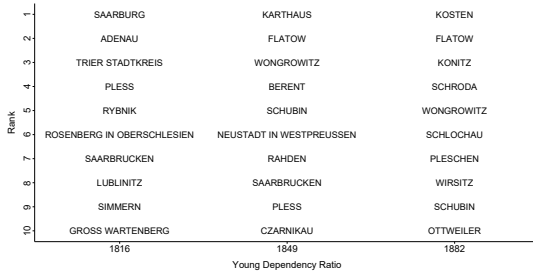 1 SAARBURG KARTHAUS KOSTEN
2 ADENAU FLATOW FLATOW
3 TRIER STADTKREIS WONGROWITZ KONITZ
4 PLESS BERENT SCHRODA
5 RYBNIK SCHUBIN WONGROWITZ
6 ROSENBERG IN OBERSCHLESIEN NEUSTADT IN WESTPREUSSEN SCHLOCHAU
7 SAARBRUCKEN RAHDEN PLESCHEN
8 LUBLINITZ SAARBRUCKEN WIRSITZ
9 SIMMERN PLESS SCHUBIN
10 GROSS WARTENBERG CZARNIKAU OTTWEILER
Rank
1816 1849 1882
Young Dependency Ratio